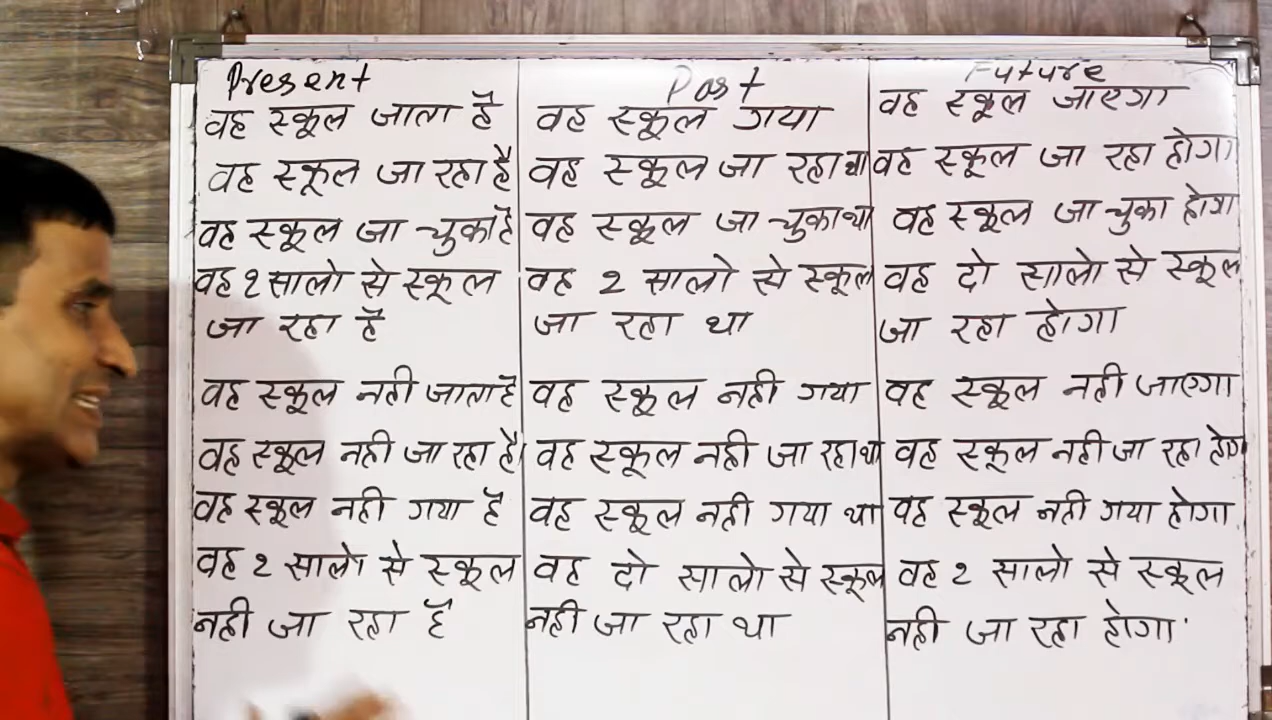 Present
वह स्कूल जाता है
वह स्कूल जा रहा है
वह स्कूल जा चुका है
वह 2 सालो से स्कूल
जा रहा है
वह स्कूल नही जाता है
वह स्कूल नही जा रहा है।
वह स्कूल नही गया है
वह 2 सालो से स्कूल
नही जा रहा है
Past
वह स्कूल गया
वह स्कूल जा रहा था
वह स्कूल जा चुका था
वह 2 सालो से स्कूल
जा रहा था
वह स्कूल नही गया
वह स्कूल नही जा रहा था
वह स्कूल नही गया था
वह दो सालो से स्कूल
नही जा रहा था
Future
वह स्कूल जाएगा
वह स्कूल जा रहा होगा
वह स्कूल जा चुका होगा
वह दो सालो से स्कूल
जा रहा होगा
वह स्कूल नही जाएगा
वह स्कूल नही जा रहा होगा
वह स्कूल नही गया होगा
वह 2 सालो से स्कूल
नही जा रहा होगा